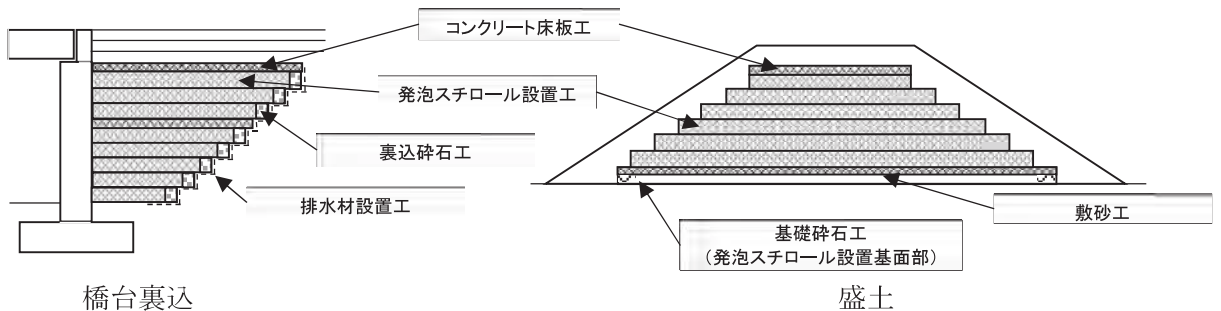 コンクリート床板工
発泡スチロール設置工
裏込砕石工
排水材設置工
敷砂工
基礎砕石工
（発泡スチロール設置基面部）
橋台裏込
盛土